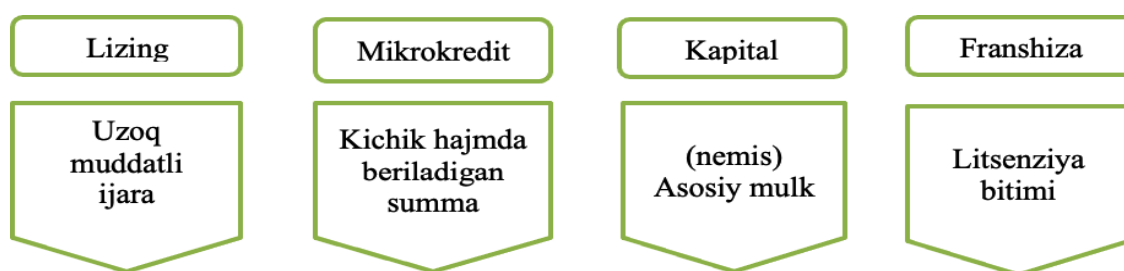 Lizing
Mikrokredit
Kapital
Franshiza
Uzoq
muddatli
ijara
Kichik hajmda
beriladigan
summa
(nemis)
Asosiy mulk
Litsenziya
bitimi